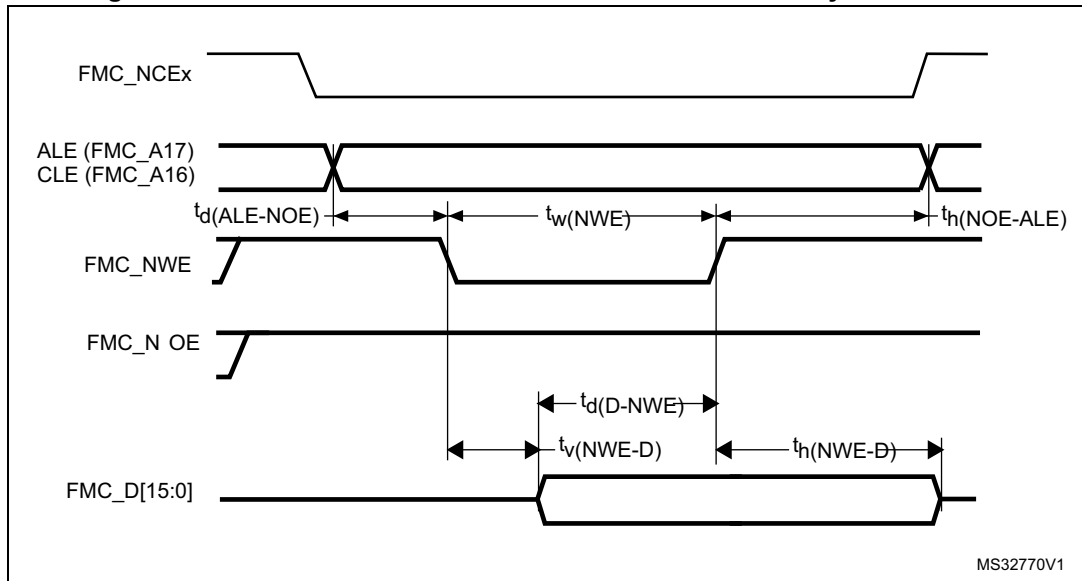 FMC_NCEx
ALE (FMC_A17)
CLE (FMC_A16)
td(ALE-NOE)
tw(NWE)
th(NOE-ALE)
FMC_NWE
FMC_N OE
td(D-NWE)
tv(NWE-D)
th(NWE-D)
FMC_D[15:0]
MS32770V1